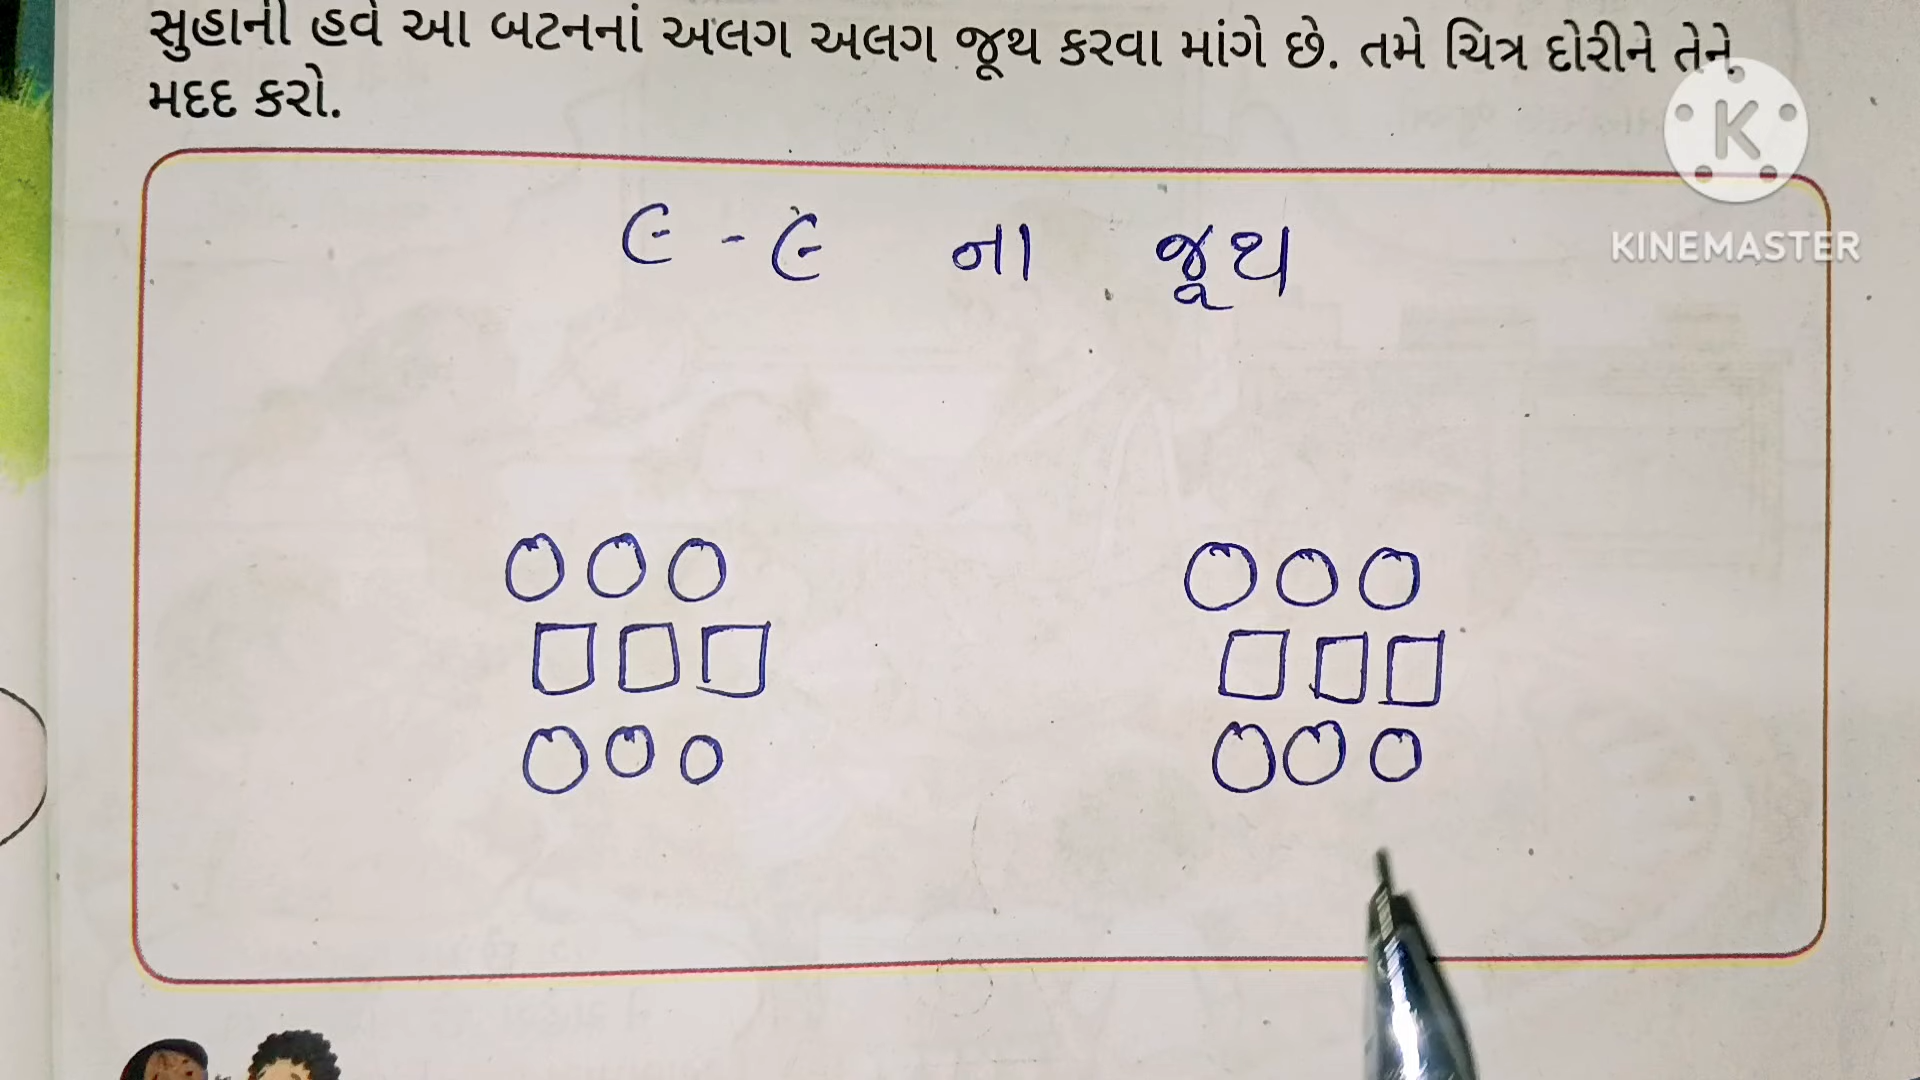 સુહાની હવે આ બટનનાં અલગ અલગ જૂથ કરવા માંગે છે. તમે ચિત્ર દોરીને તેને
મદદ કરો.
K
KINEMASTER
૯ - ૯ ના જૂથ